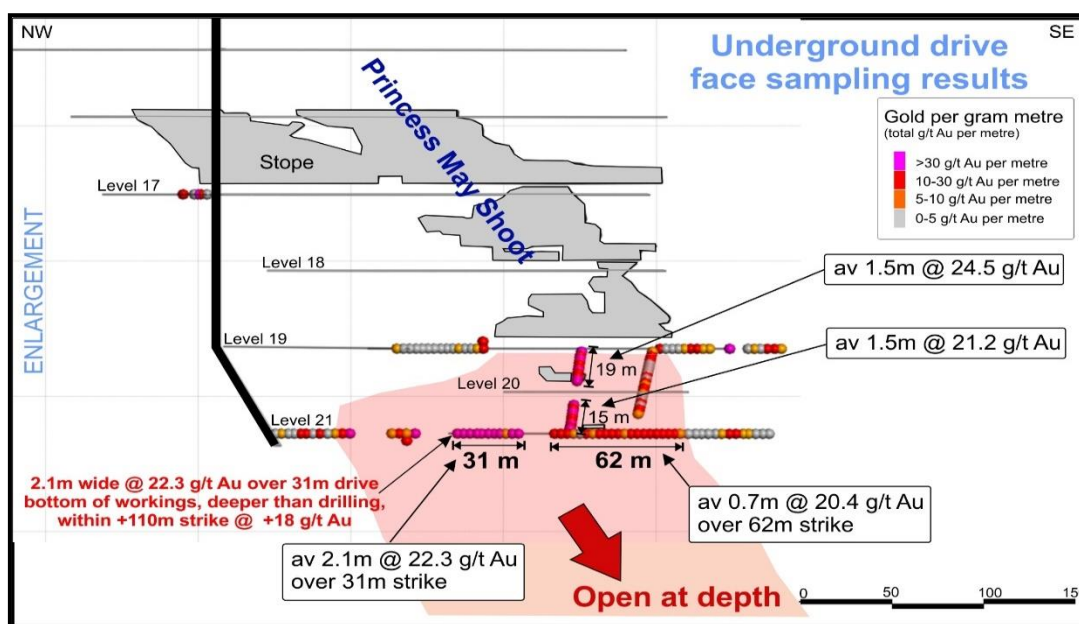 NW
SE
Underground drive
face sampling results
Gold per gram metre
(total g/t Au per metre)
>30 g/t Au per metre
10-30 g/t Au per metre
5-10 g/t Au per metre
0-5 g/t Au per metre
Princess May Shoot
Stope
Level 17
ENLARGEMENT
Level 18
av 1.5m @ 24.5 g/t Au
Level 19
av 1.5m @ 21.2 g/t Au
19 m
Level 20
15 m
Level 21
31 m
62 m
2.1m wide @ 22.3 g/t Au over 31m drive
bottom of workings, deeper than drilling,
within +110m strike @ +18 g/t Au
av 0.7m @ 20.4 g/t Au
over 62m strike
av 2.1m @ 22.3 g/t Au
over 31m strike
Open at depth
0
50
100
150